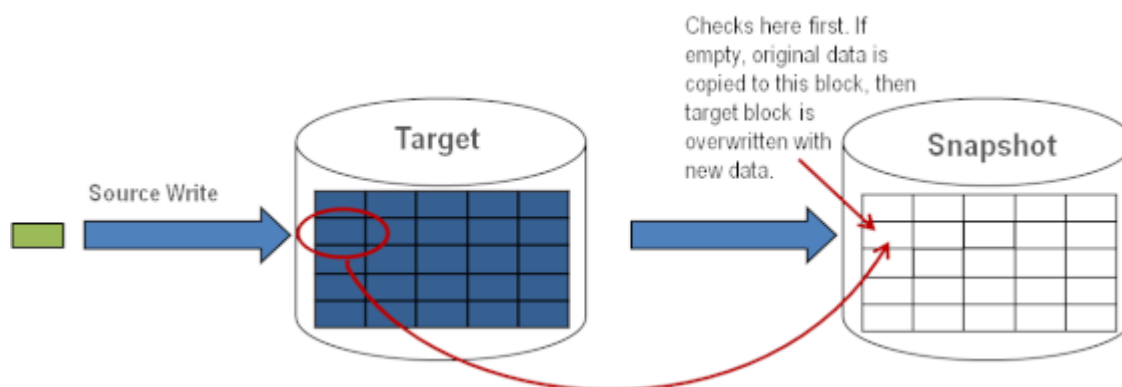 Checks here first. If
empty, original data is
copied to this block, then
target block is
overwritten with
new data.
Target
Snapshot
Source Write